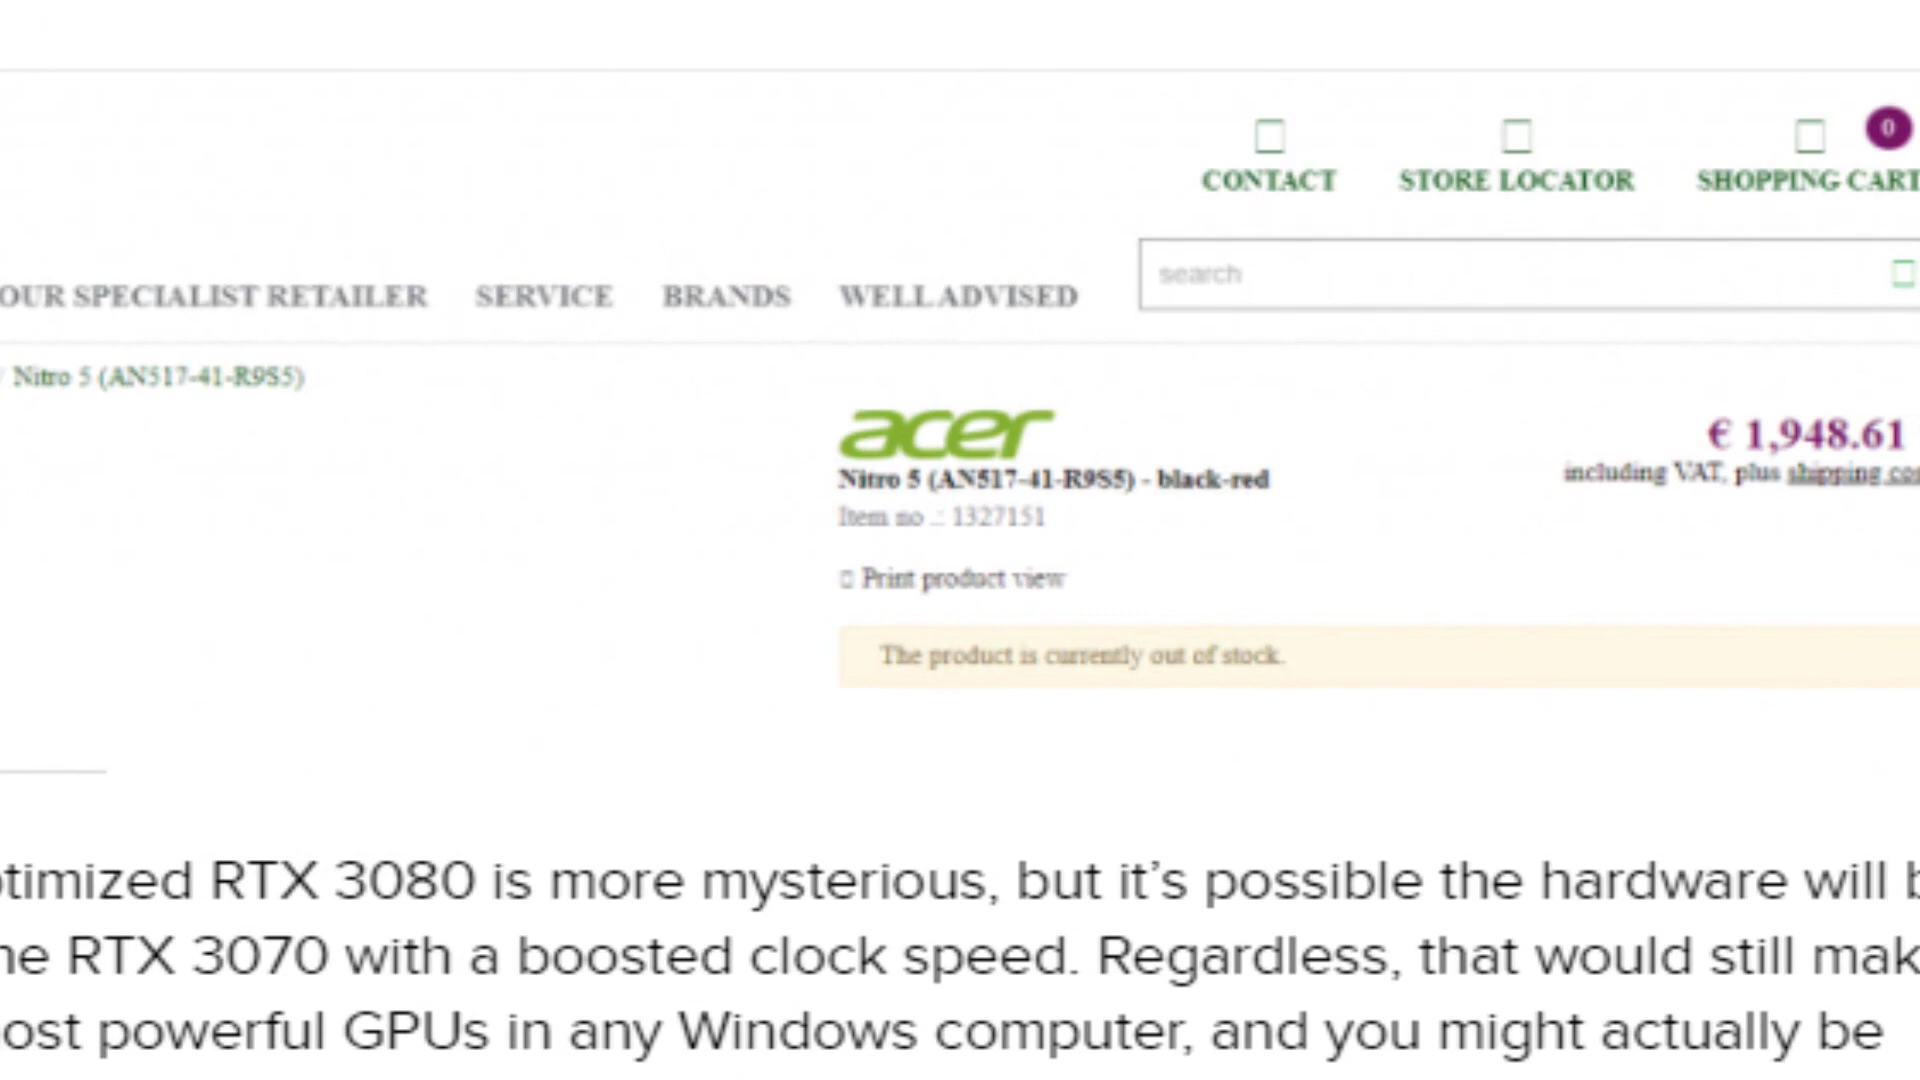 0
CONTACT STORE LOCATOR SHOPPING CART
search
OUR SPECIALIST RETAILER SERVICE BRANDS WELL ADVISED
/ Nitro 5 (AN517-41-R9S5)
acer
€ 1,948.61
Nitro 5 (AN517-41-R9S5) - black-red
including VAT, plus shipping cos
Item no .: 1327151
Print product view
The product is currently out of stock.
timized RTX 3080 is more mysterious, but it's possible the hardware will b
ne RTX 3070 with a boosted clock speed. Regardless, that would still mak
ost powerful GPUs in any Windows computer, and you might actually be